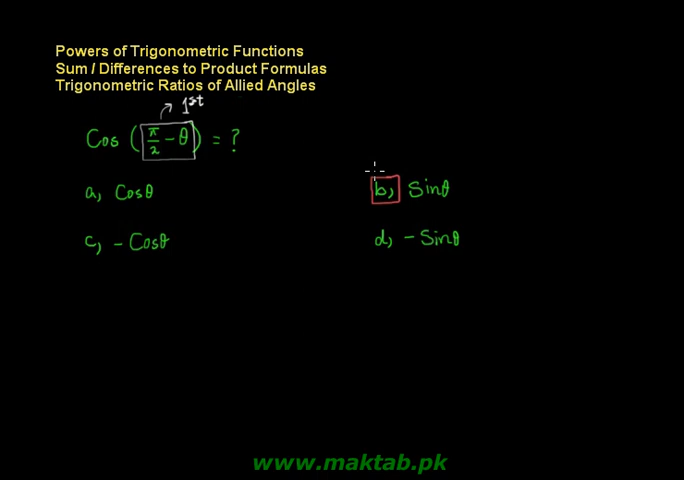 Powers of Trigonometric Functions
Sum / Differences to Product Formulas
Trigonometric Ratios of Allied Angles
1st
Cos (π/2 - θ) = ?
a, Cosθ
b, Sinθ
c, - Cosθ
d, - Sinθ
www.maktab.pk